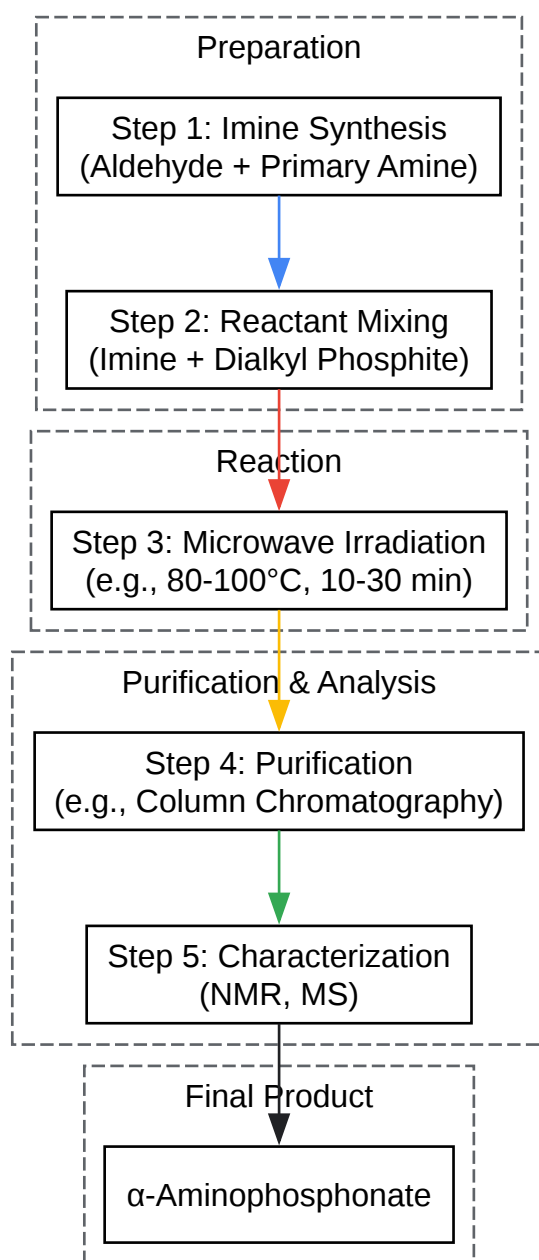 Preparation
Step 1: Imine Synthesis
(Aldehyde + Primary Amine)
Step 2: Reactant Mixing
(Imine + Dialkyl Phosphite)
Reaction
Step 3: Microwave Irradiation
(e.g., 80-100°C, 10-30 min)
Purification & Analysis
Step 4: Purification
(e.g., Column Chromatography)
Step 5: Characterization
(NMR, MS)
Final Product
α-Aminophosphonate